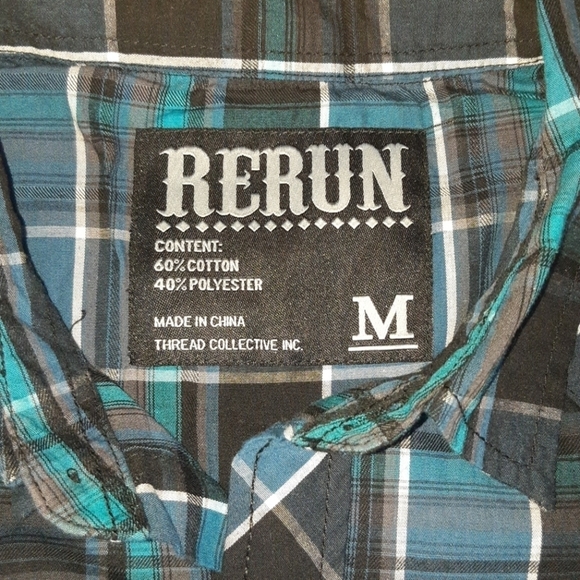 RERUN
CONTENT:
60% COTTON
40% POLYESTER
MADE IN CHINA
THREAD COLLECTIVE INC.
M